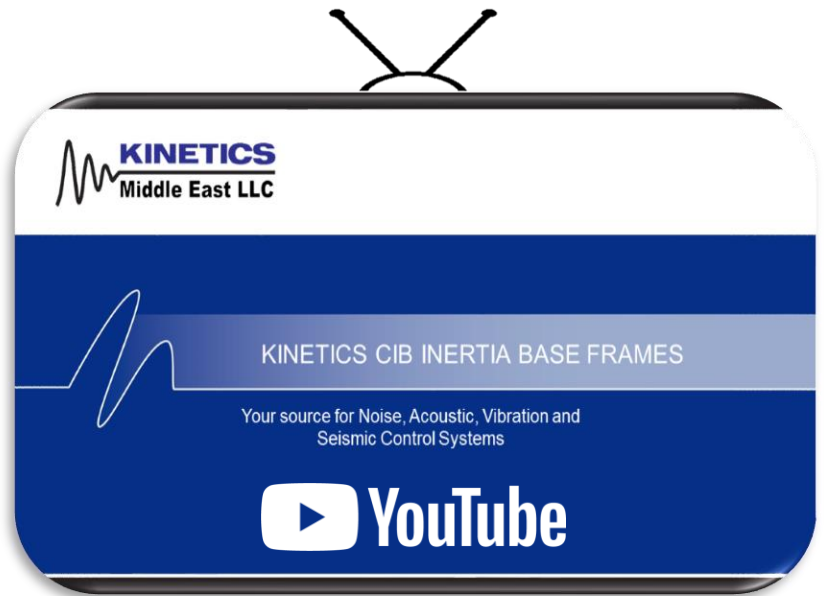 KINETICS
Middle East LLC
KINETICS CIB INERTIA BASE FRAMES
Your source for Noise, Acoustic, Vibration and
Seismic Control Systems
YouTube